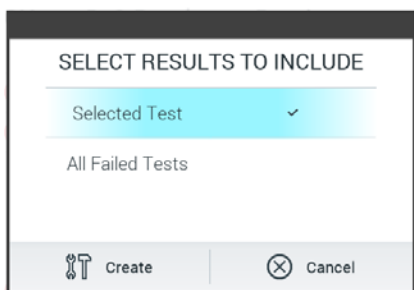 SELECT RESULTS TO INCLUDE
Selected Test
All Failed Tests
Create
Cancel